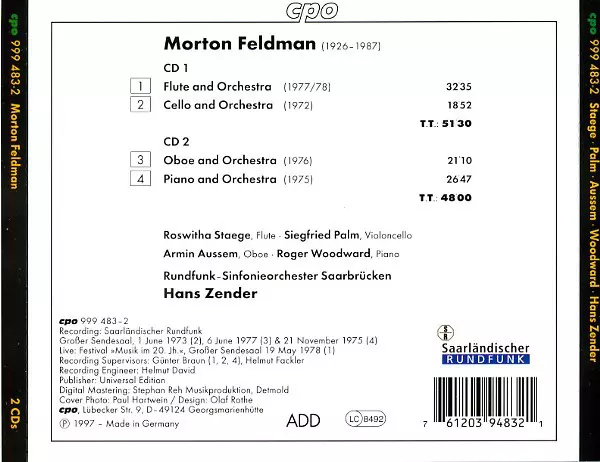 cpo
cpo 999 483-2 Morton Feldman
2 CDs
Morton Feldman (1926-1987)
CD 1
1 Flute and Orchestra (1977/78) 32'35
2 Cello and Orchestra (1972) 18'52
T.T.: 51'30
CD 2
3 Oboe and Orchestra (1976) 21'10
4 Piano and Orchestra (1975) 26'47
T.T.: 48'00
Roswitha Staege, Flute · Siegfried Palm, Violoncello
Armin Aussem, Oboe · Roger Woodward, Piano
Rundfunk-Sinfonieorchester Saarbrücken
Hans Zender
cpo 999 483-2
Recording: Saarländischer Rundfunk
Großer Sendesaal, 1 June 1973 (2), 6 June 1977 (3) & 21 November 1975 (4)
Live: Festival »Musik im 20. Jh.«, Großer Sendesaal 19 May 1978 (1)
Recording Supervisors: Günter Braun (1, 2, 4), Helmut Fackler
Recording Engineer: Helmut David
Publisher: Universal Edition
Digital Mastering: Stephan Reh Musikproduktion, Detmold
Cover Photo: Paul Hartwein / Design: Olaf Rothe
cpo, Lübecker Str. 9, D-49124 Georgsmarienhütte
℗ 1997 - Made in Germany
ADD
LC 8492
SR
Saarländischer
RUNDFUNK
7 61203 94832 1
cpo 999 483-2 Staege · Palm · Aussem · Woodward · Hans Zender